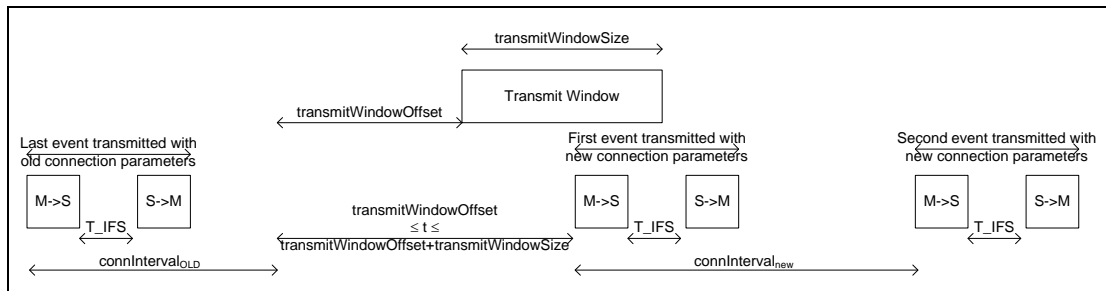 transmitWindowSize
Transmit Window
transmitWindowOffset
Last event transmitted with
old connection parameters
First event transmitted with
new connection parameters
Second event transmitted with
new connection parameters
M->S
S->M
M->S
S->M
M->S
S->M
T_IFS
T_IFS
T_IFS
transmitWindowOffset
≤ t ≤
transmitWindowOffset+transmitWindowSize
connIntervalOLD
connIntervalnew